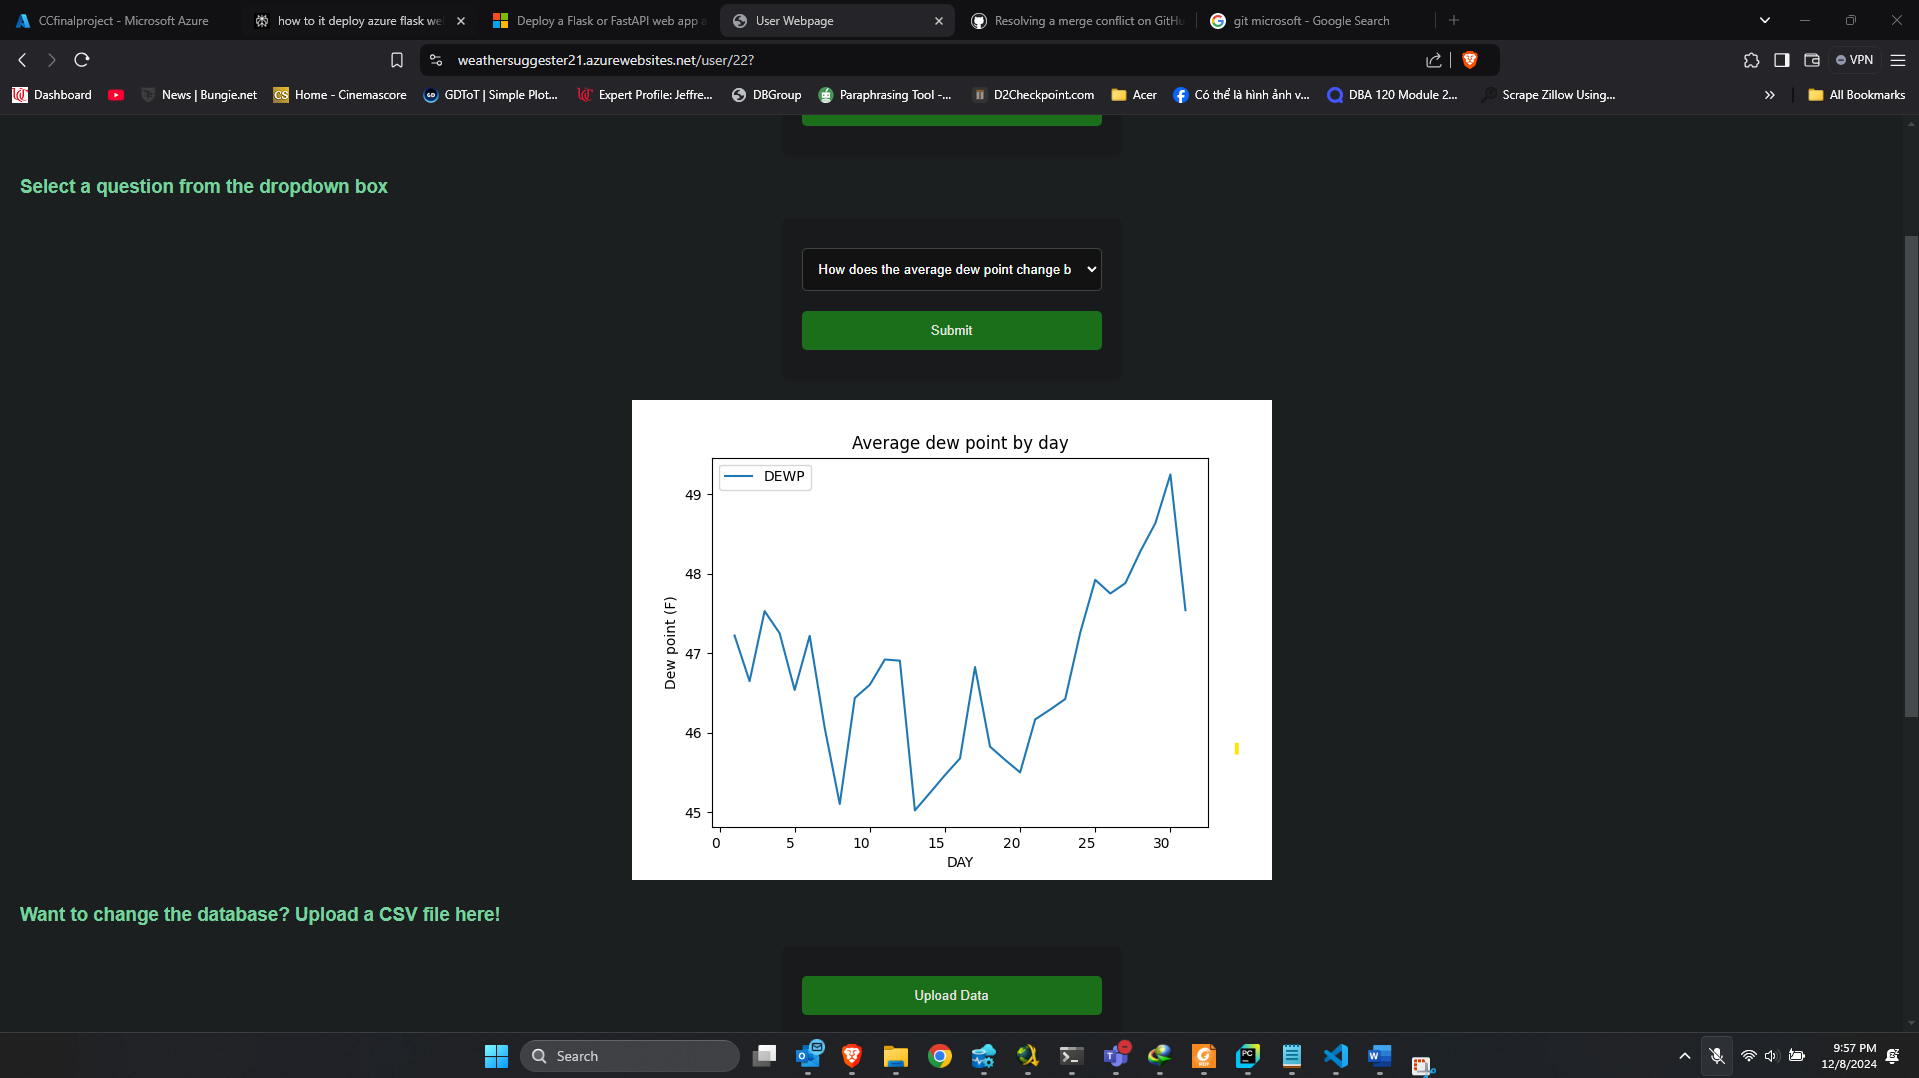 CCfinalproject - Microsoft Azure
how to it deploy azure flask we
Deploy a Flask or FastAPI web app a
User Webpage
Resolving a merge conflict on GitHu
git microsoft - Google Search
weathersuggester21.azurewebsites.net/user/22?
VPN
Dashboard
News | Bungie.net
CS Home - Cinemascore
GD GDToT | Simple Plot...
Expert Profile: Jeffre...
DBGroup
Paraphrasing Tool -...
D2Checkpoint.com
Acer
Có thể là hình ảnh v...
DBA 120 Module 2...
Scrape Zillow Using...
All Bookmarks
Select a question from the dropdown box
How does the average dew point change b
Submit
Average dew point by day
DEWP
49
48
47
46
45
Dew point (F)
0 5 10 15 20 25 30
DAY
Want to change the database? Upload a CSV file here!
Upload Data
Search
9:57 PM
12/8/2024